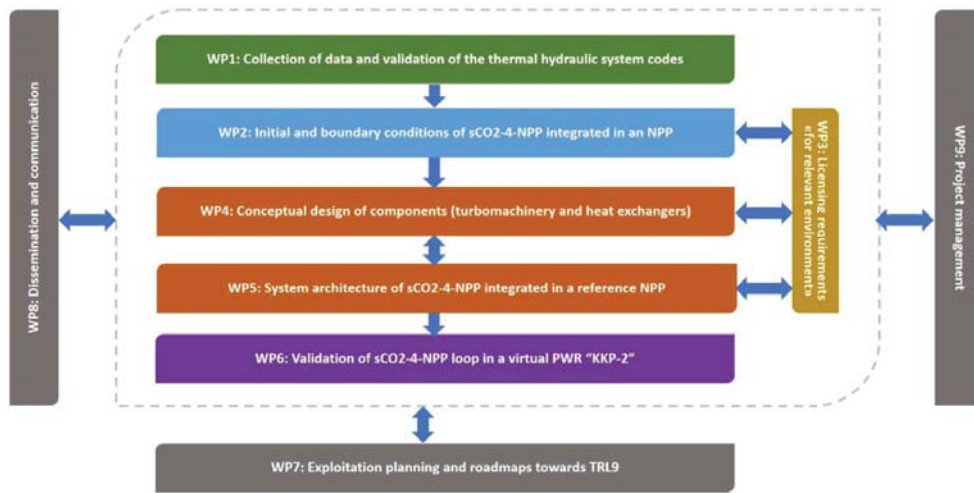 WP8: Dissemination and communication
WP1: Collection of data and validation of the thermal hydraulic system codes
WP2: Initial and boundary conditions of sCO2-4-NPP integrated in an NPP
WP3: Licensing requirements
«for relevant environment»
WP4: Conceptual design of components (turbomachinery and heat exchangers)
WP5: System architecture of sCO2-4-NPP integrated in a reference NPP
WP6: Validation of sCO2-4-NPP loop in a virtual PWR “KKP-2”
WP9: Project management
WP7: Exploitation planning and roadmaps towards TRL9